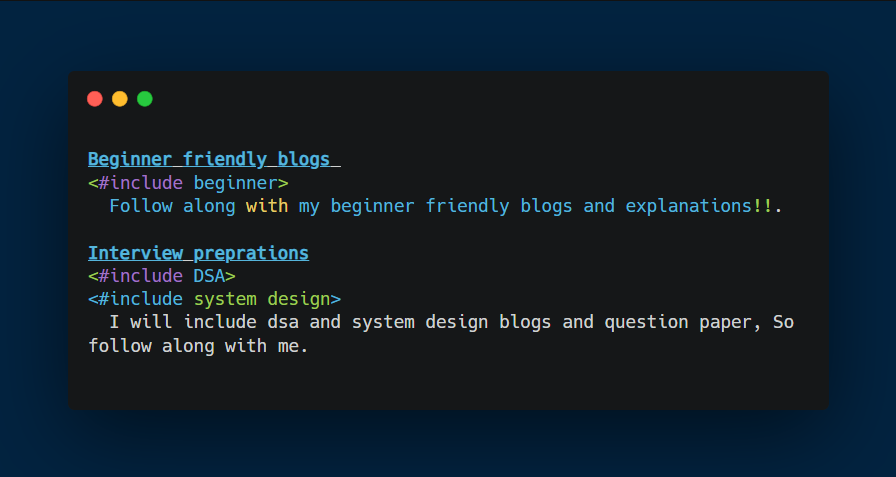 Beginner friendly blogs
<#include beginner>
Follow along with my beginner friendly blogs and explanations!!.
Interview preprations
<#include DSA>
<#include system design>
I will include dsa and system design blogs and question paper, So
follow along with me.